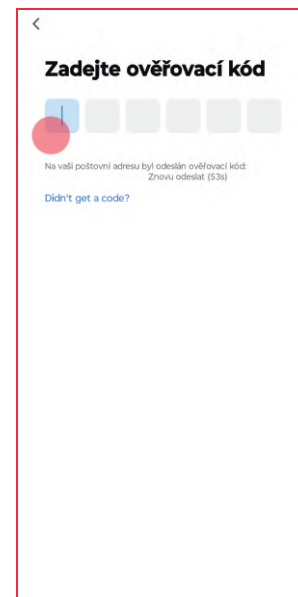 Zadejte ověřovací kód
Na vaši poštovní adresu byl odeslán ověřovací kód:
Znovu odeslat (53s)
Didn't get a code?